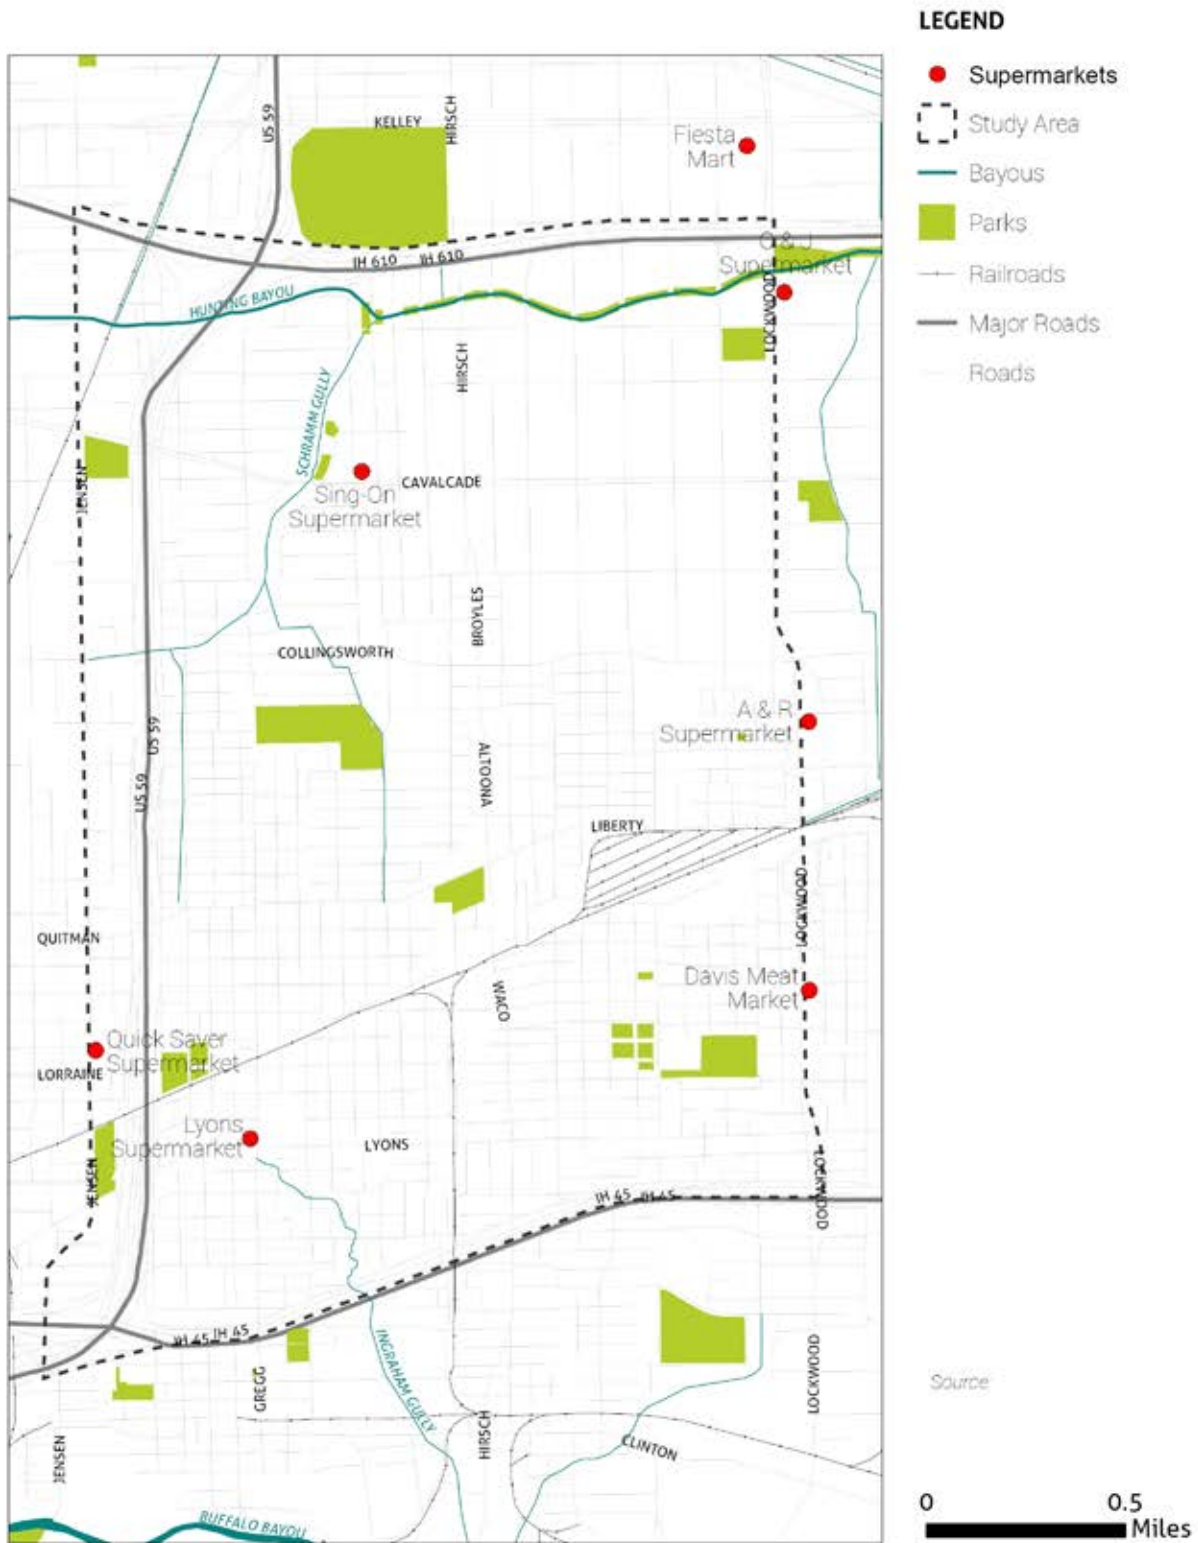 LEGEND
Supermarkets
Study Area
Bayous
Parks
Railroads
Major Roads
Roads
US 59
KELLEY
HIRSCH
Fiesta
Mart
IH 610
IH 610
Supermarket
HUNTING BAYOU
LOCKWOOD
HIRSCH
SCHRAMM GULLY
JENSEN
CAVALCADE
Sing-On
Supermarket
BROYLES
COLLINGSWORTH
A & R
Supermarket
US 59
US 59
ALTOONA
LIBERTY
LOCKWOOD
QUITMAN
Davis Meat
Market
WACO
Quick Saver
Supermarket
LORRAINE
Lyons
Supermarket
LYONS
JENSEN
LOCKWOOD
IH 45
IH 45
IH 45
IH 45
INGRAHAM GULLY
GREGG
LOCKWOOD
HIRSCH
CLINTON
JENSEN
BUFFALO BAYOU
Source
0
0.5
Miles